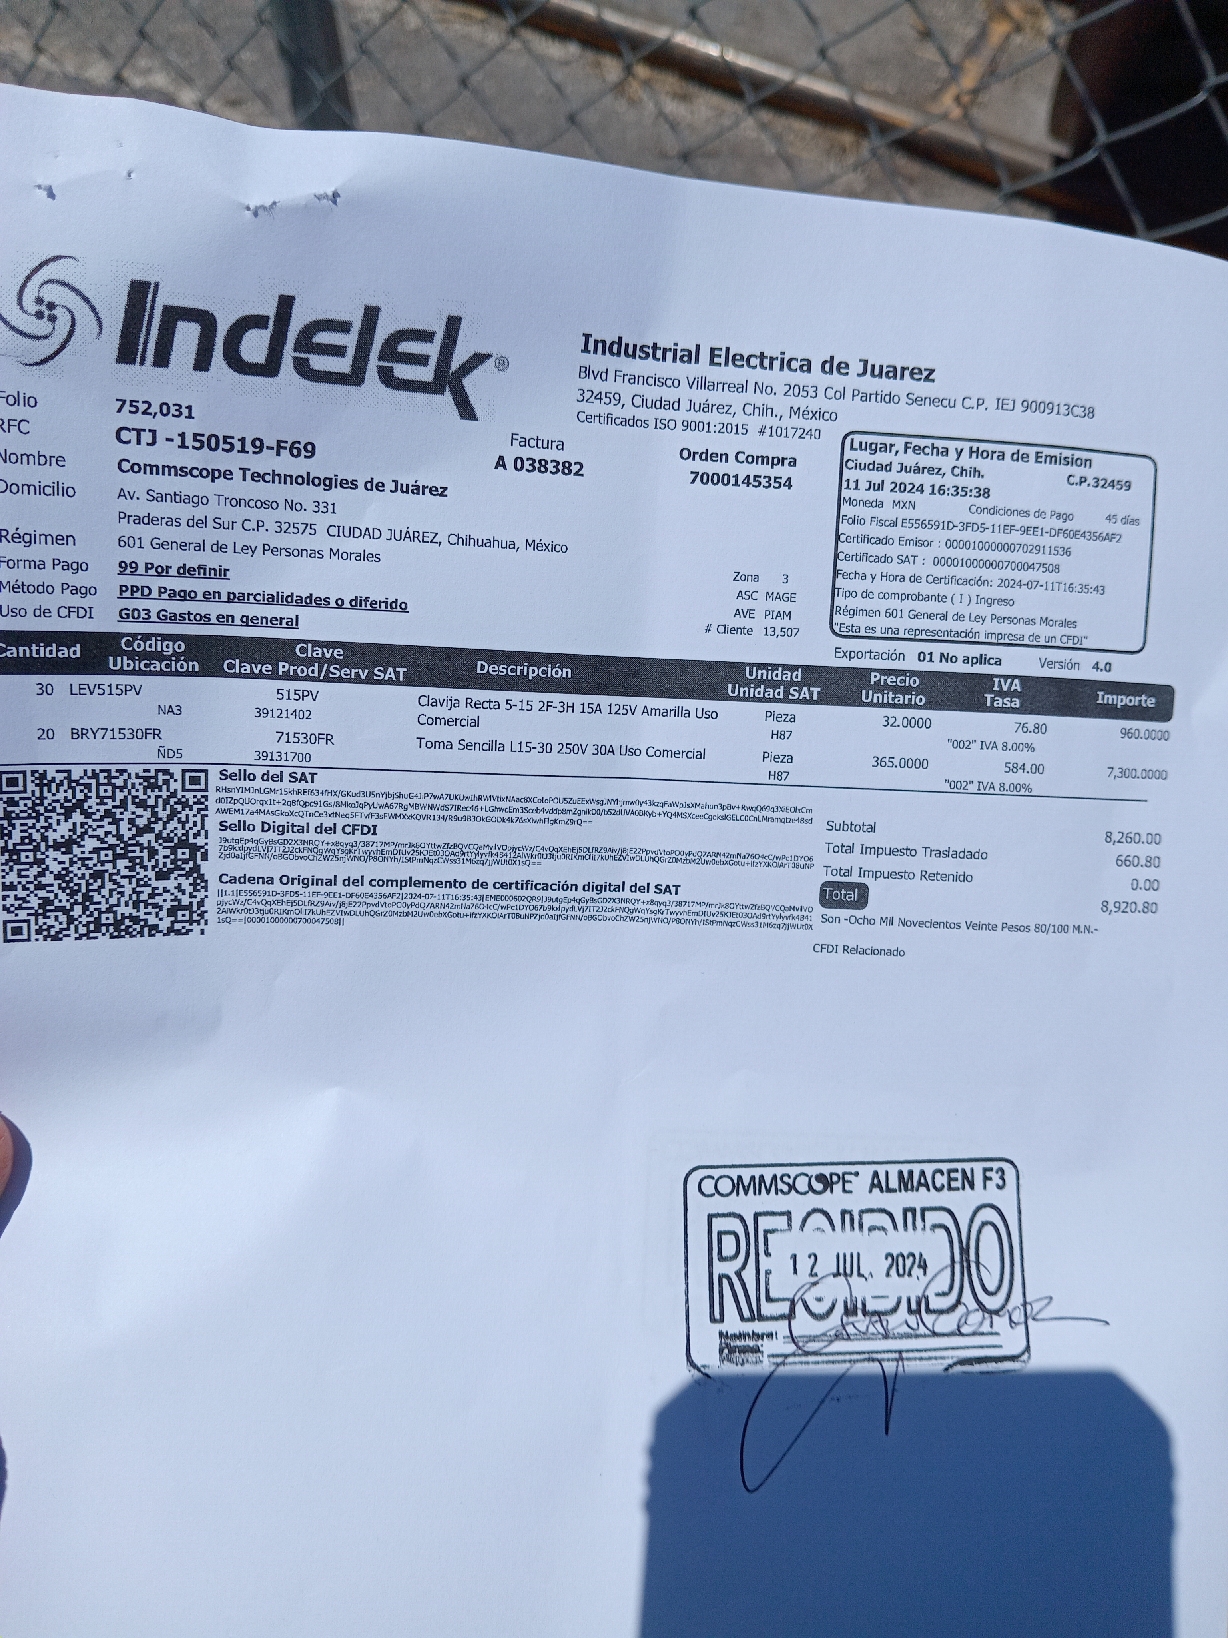 Indelek®
Industrial Electrica de Juarez
Blvd Francisco Villarreal No. 2053 Col Partido Senecu C.P. IEJ 900913C38
32459, Ciudad Juárez, Chih., México
Certificados ISO 9001:2015 #1017240
Folio 752,031
RFC CTJ -150519-F69
Nombre Commscope Technologies de Juárez
Domicilio Av. Santiago Troncoso No. 331
Praderas del Sur C.P. 32575 CIUDAD JUÁREZ, Chihuahua, México
Régimen 601 General de Ley Personas Morales
Forma Pago 99 Por definir
Método Pago PPD Pago en parcialidades o diferido
Uso de CFDI G03 Gastos en general
Factura
A 038382
Orden Compra
7000145354
Zona 3
ASC MAGE
AVE PIAM
# Cliente 13,507
Lugar, Fecha y Hora de Emision
Ciudad Juárez, Chih. C.P.32459
11 Jul 2024 16:35:38
Moneda MXN Condiciones de Pago 45 días
Folio Fiscal E556591D-3FD5-11EF-9EE1-DF60E4356AF2
Certificado Emisor : 00001000000702911536
Certificado SAT : 00001000000700047508
Fecha y Hora de Certificación: 2024-07-11T16:35:43
Tipo de comprobante ( I ) Ingreso
Régimen 601 General de Ley Personas Morales
"Esta es una representación impresa de un CFDI"
Exportación 01 No aplica Versión 4.0
Cantidad Código Ubicación Clave Clave Prod/Serv SAT Descripción Unidad Unidad SAT Precio Unitario IVA Tasa Importe
30 LEV515PV 515PV Clavija Recta 5-15 2F-3H 15A 125V Amarilla Uso Pieza 32.0000 76.80 960.0000
NA3 39121402 Comercial H87 "002" IVA 8.00%
20 BRY71530FR 71530FR Toma Sencilla L15-30 250V 30A Uso Comercial Pieza 365.0000 584.00 7,300.0000
ÑD5 39131700 H87 "002" IVA 8.00%
Sello del SAT
Sello Digital del CFDI
Cadena Original del complemento de certificación digital del SAT
Subtotal 8,260.00
Total Impuesto Trasladado 660.80
Total Impuesto Retenido 0.00
Total 8,920.80
Son -Ocho Mil Novecientos Veinte Pesos 80/100 M.N.-
CFDI Relacionado
COMMSCOPE® ALMACEN F3
RECIBIDO
12 JUL. 2024